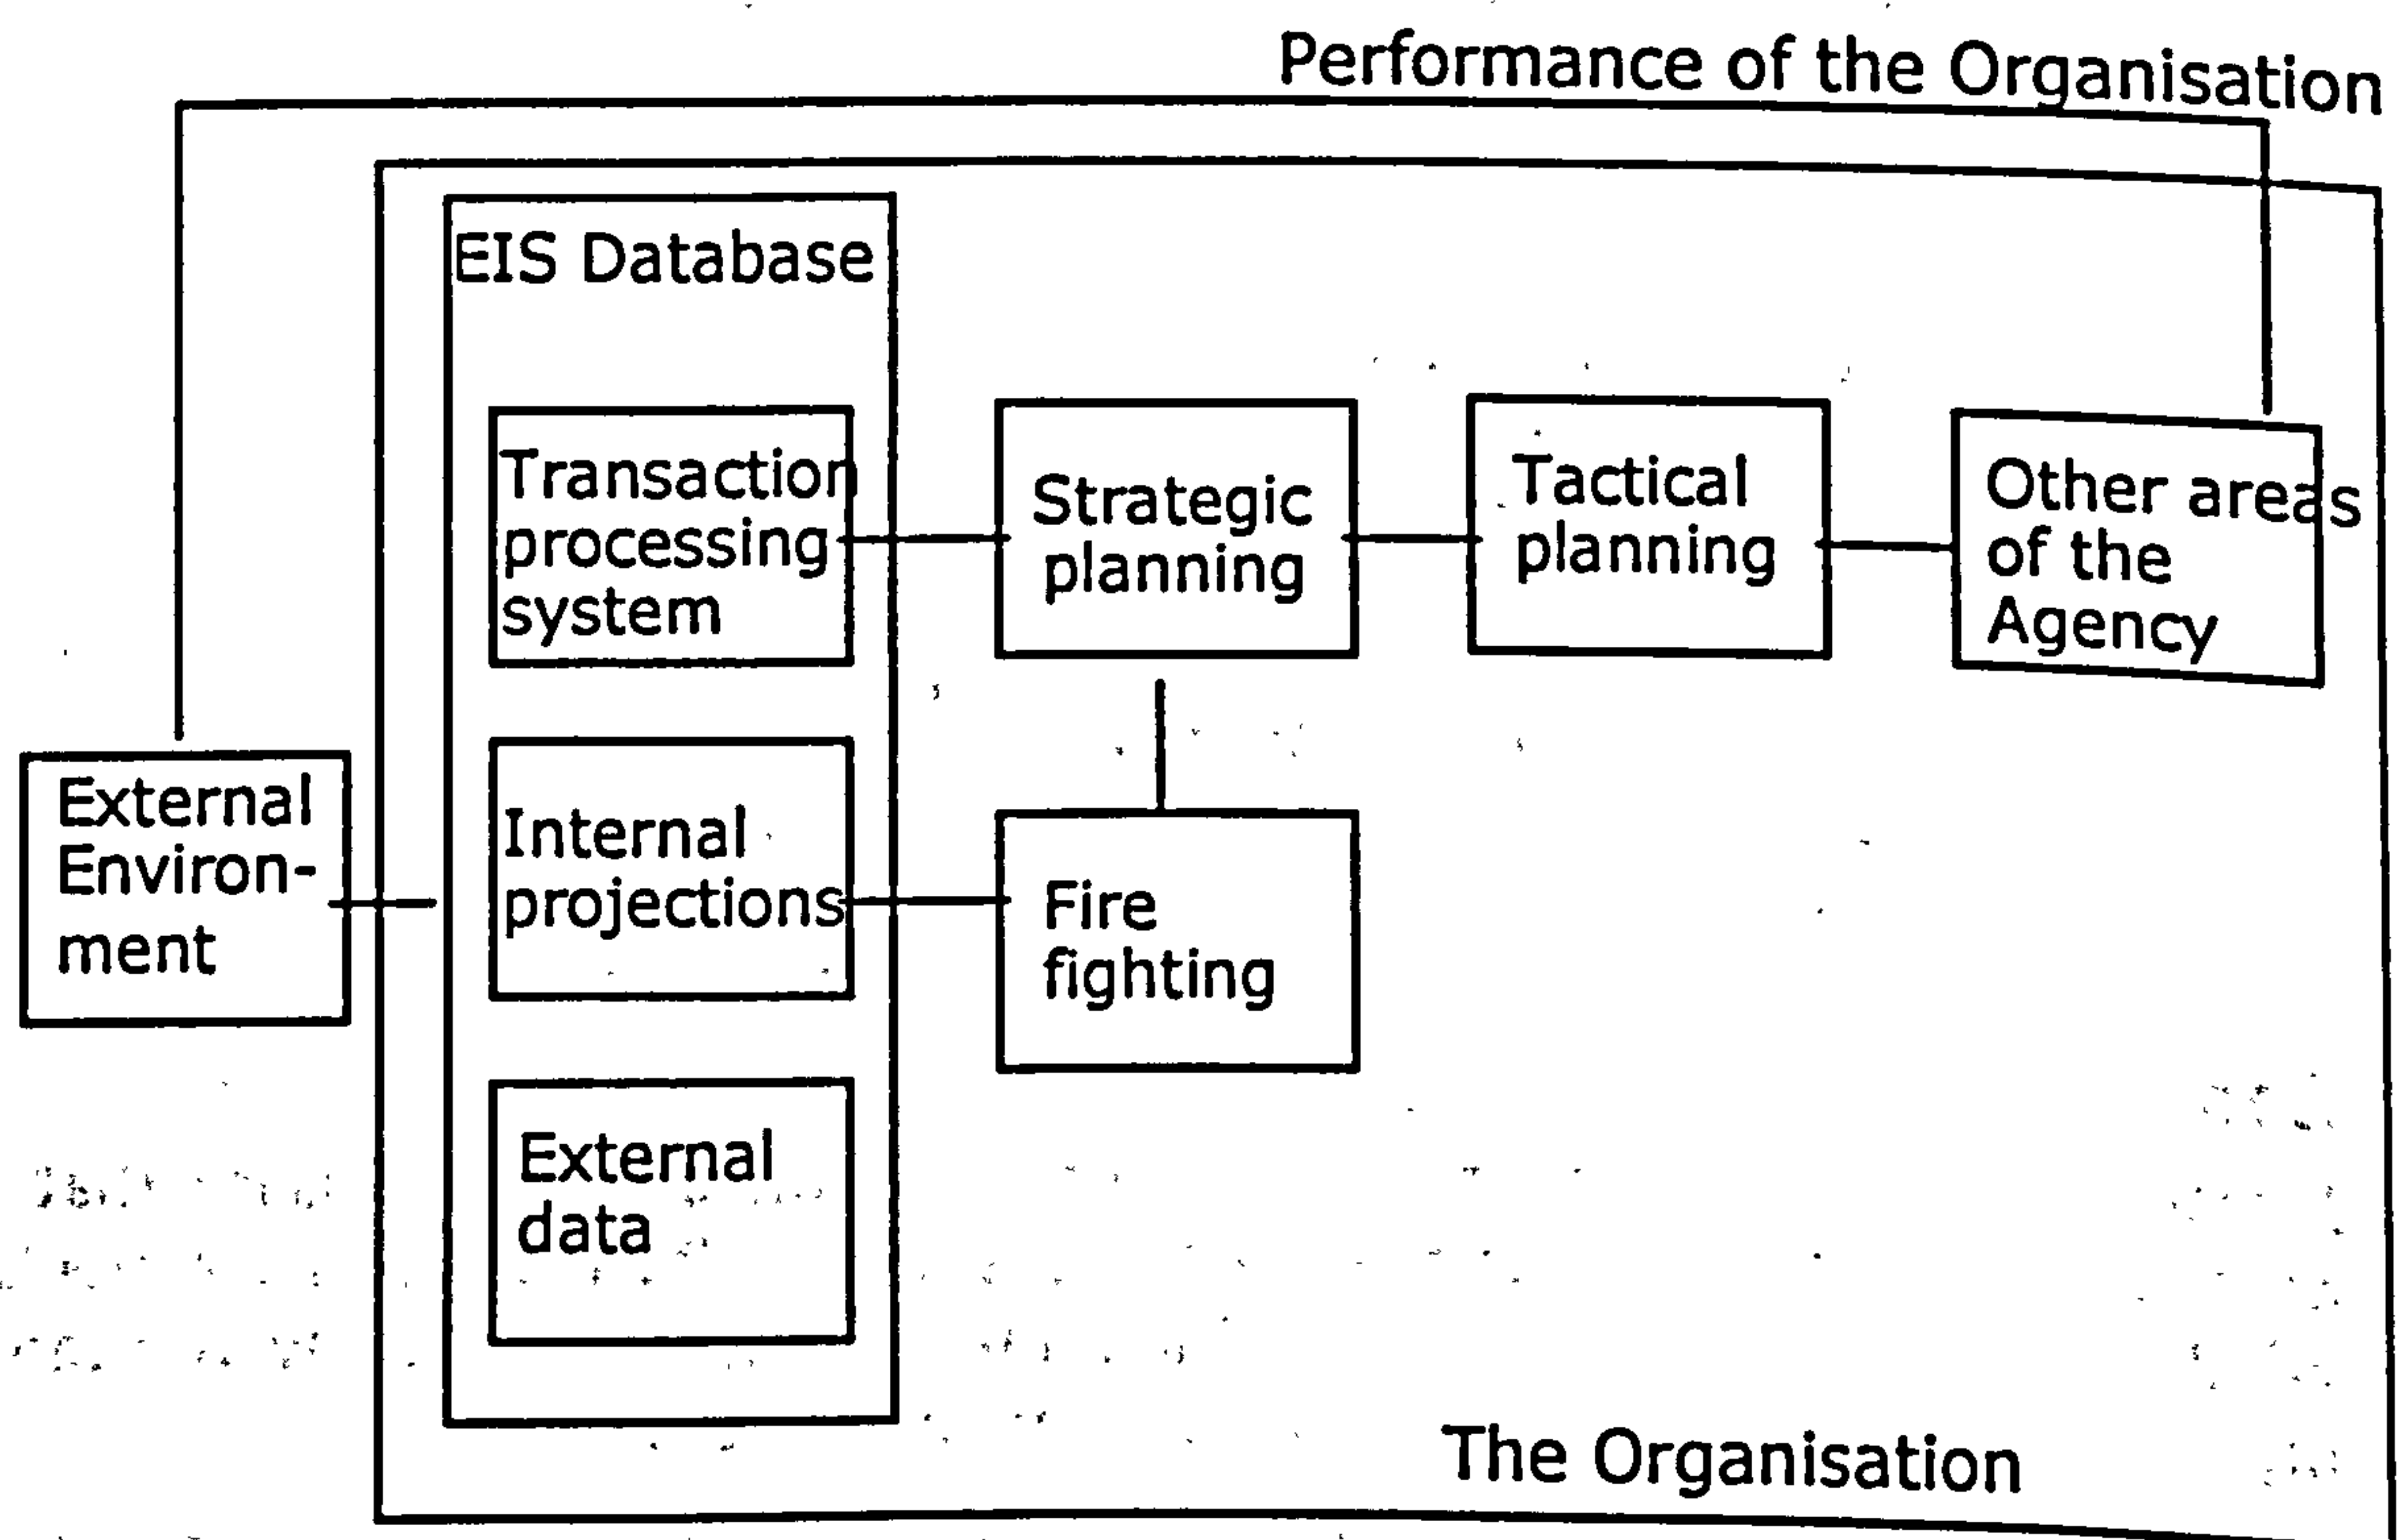 Performance of the Organisation
EIS Database
Transaction
processing
system
Strategic
planning
Tactical
planning
Other areas
of the
Agency
External
Environ-
ment
Internal
projections
Fire
fighting
External
data
The Organisation